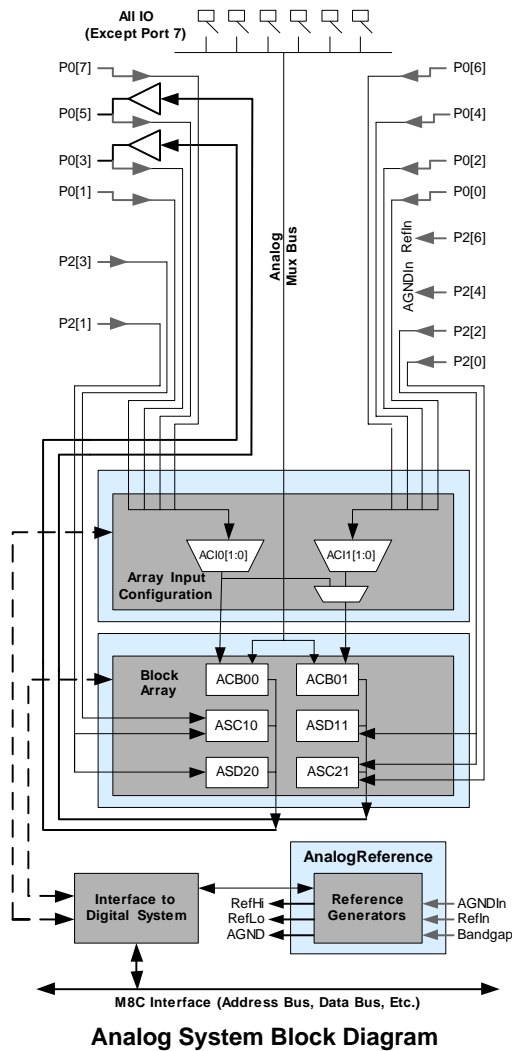 All IO
(Except Port 7)
P0[7]
P0[6]
P0[5]
P0[4]
P0[3]
P0[2]
P0[1]
P0[0]
Analog
Mux Bus
AGNDIn RefIn
P2[6]
P2[3]
P2[4]
P2[1]
P2[2]
P2[0]
ACI0[1:0]
ACI1[1:0]
Array Input
Configuration
Block
Array
ACB00
ACB01
ASC10
ASD11
ASD20
ASC21
AnalogReference
Interface to
Digital System
RefHi
RefLo
AGND
Reference
Generators
AGNDIn
RefIn
Bandgap
M8C Interface (Address Bus, Data Bus, Etc.)
Analog System Block Diagram